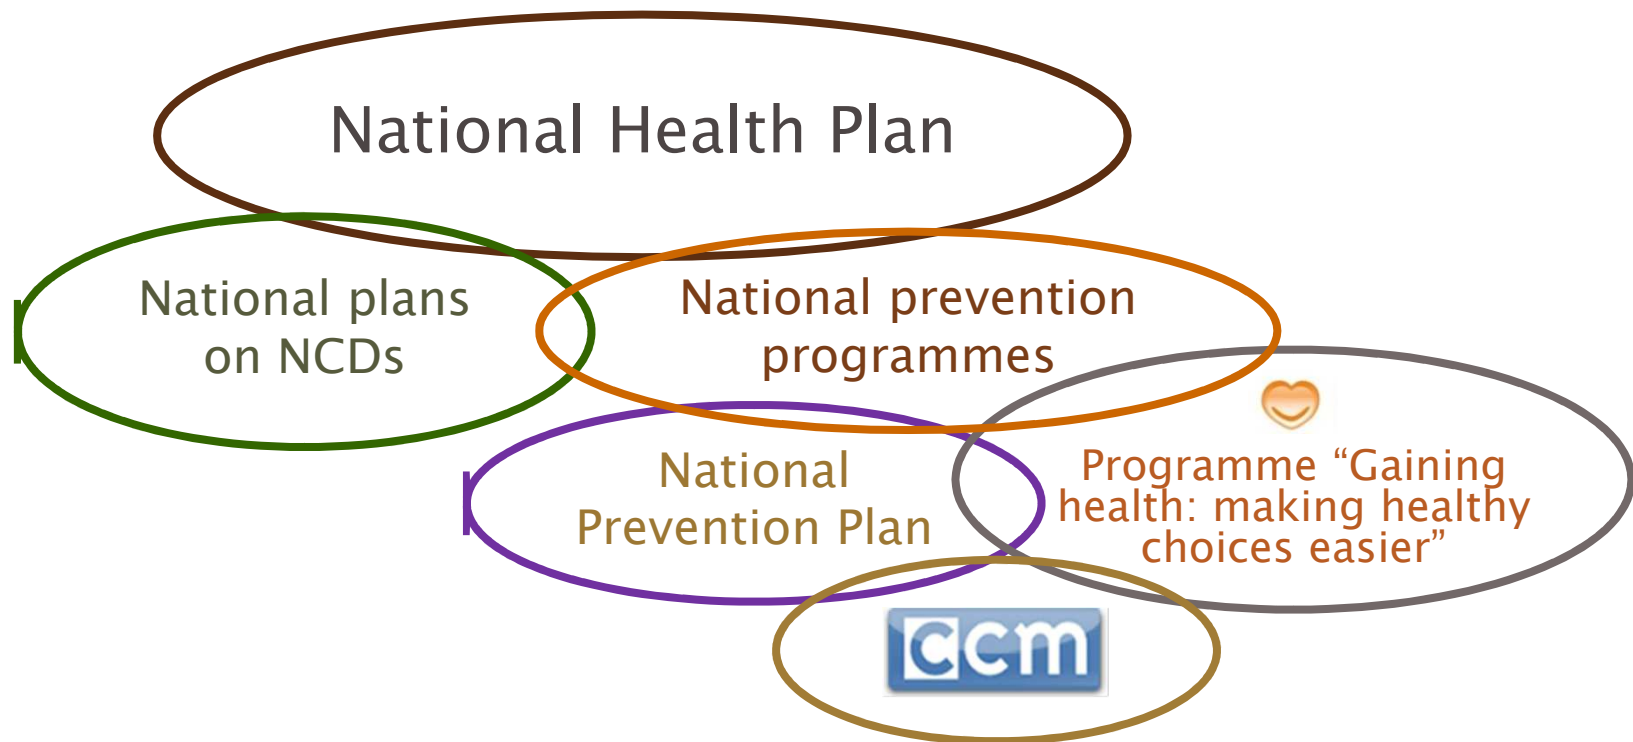 National Health Plan
National plans
on NCDs
National prevention
programmes
National
Prevention Plan
Programme “Gaining
health: making healthy
choices easier”
ccm